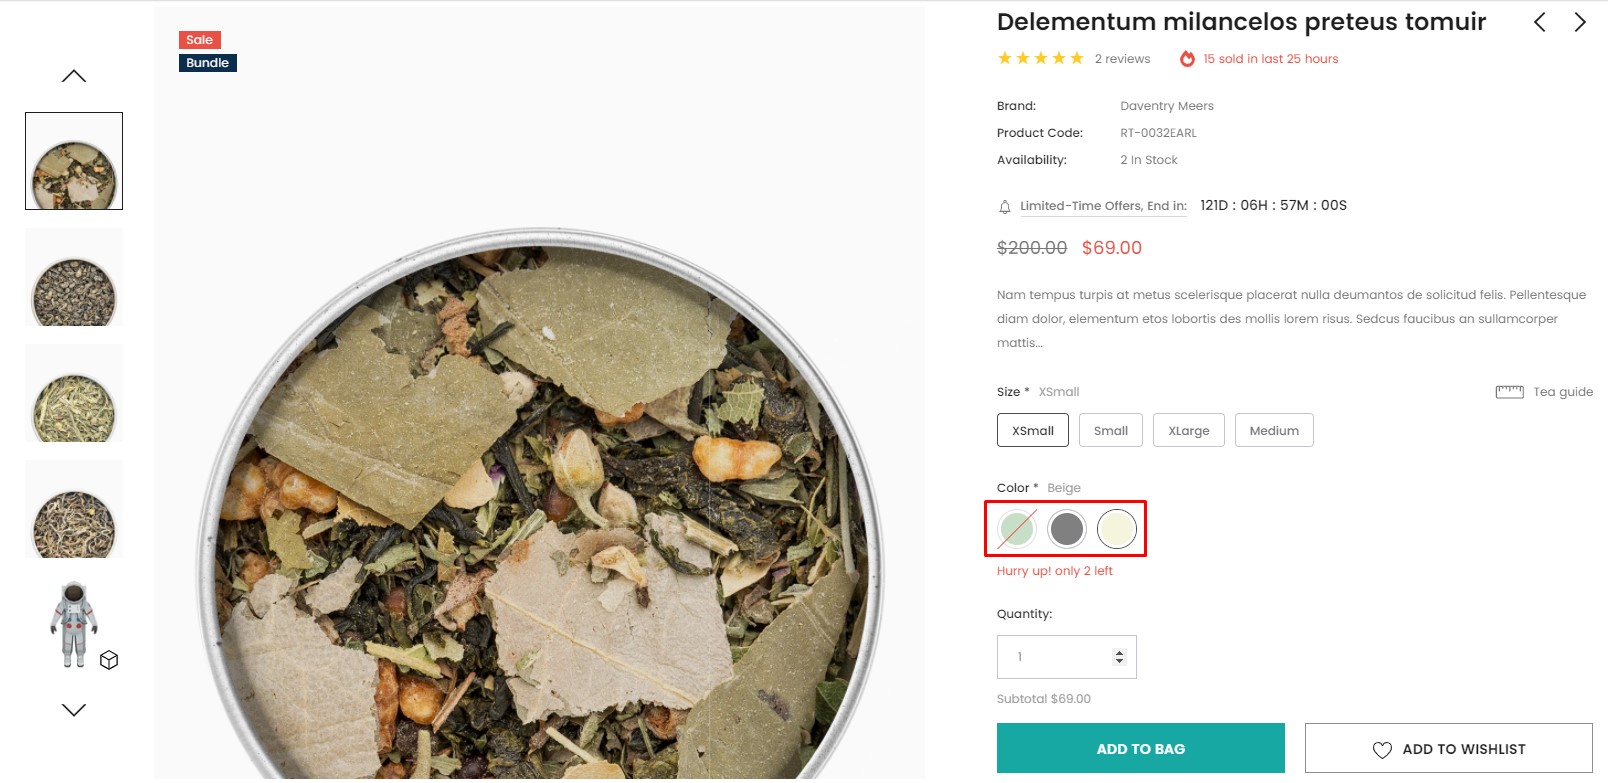 Sale
Bundle
Delementum milancelos preteus tomuir
2 reviews
15 sold in last 25 hours
Brand: Daventry Meers
Product Code: RT-0032EARL
Availability: 2 In Stock
Limited-Time Offers, End in: 121D : 06H : 57M : 00S
$200.00 $69.00
Nam tempus turpis at metus scelerisque placerat nulla deumantos de solicitud felis. Pellentesque
diam dolor, elementum etos lobortis des mollis lorem risus. Sedcus faucibus an sullamcorper
mattis...
Size * XSmall
Tea guide
XSmall Small XLarge Medium
Color * Beige
Hurry up! only 2 left
Quantity:
1
Subtotal $69.00
ADD TO BAG
ADD TO WISHLIST